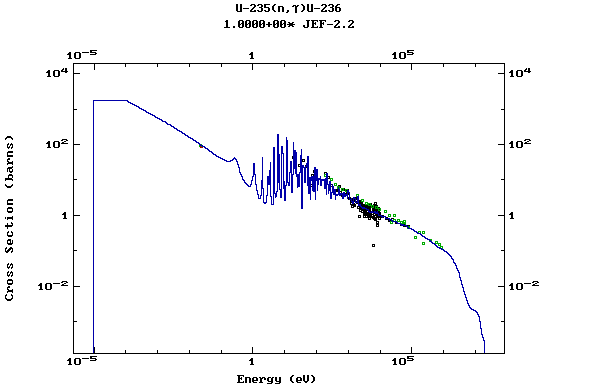 U-235(n,γ)U-236
1.0000+00* JEF-2.2
10-5 1 10⁵
10⁴ 10⁴
10² 10²
1 1
10-2 10-2
10-5 1 10⁵
Cross Section (barns)
Energy (eV)